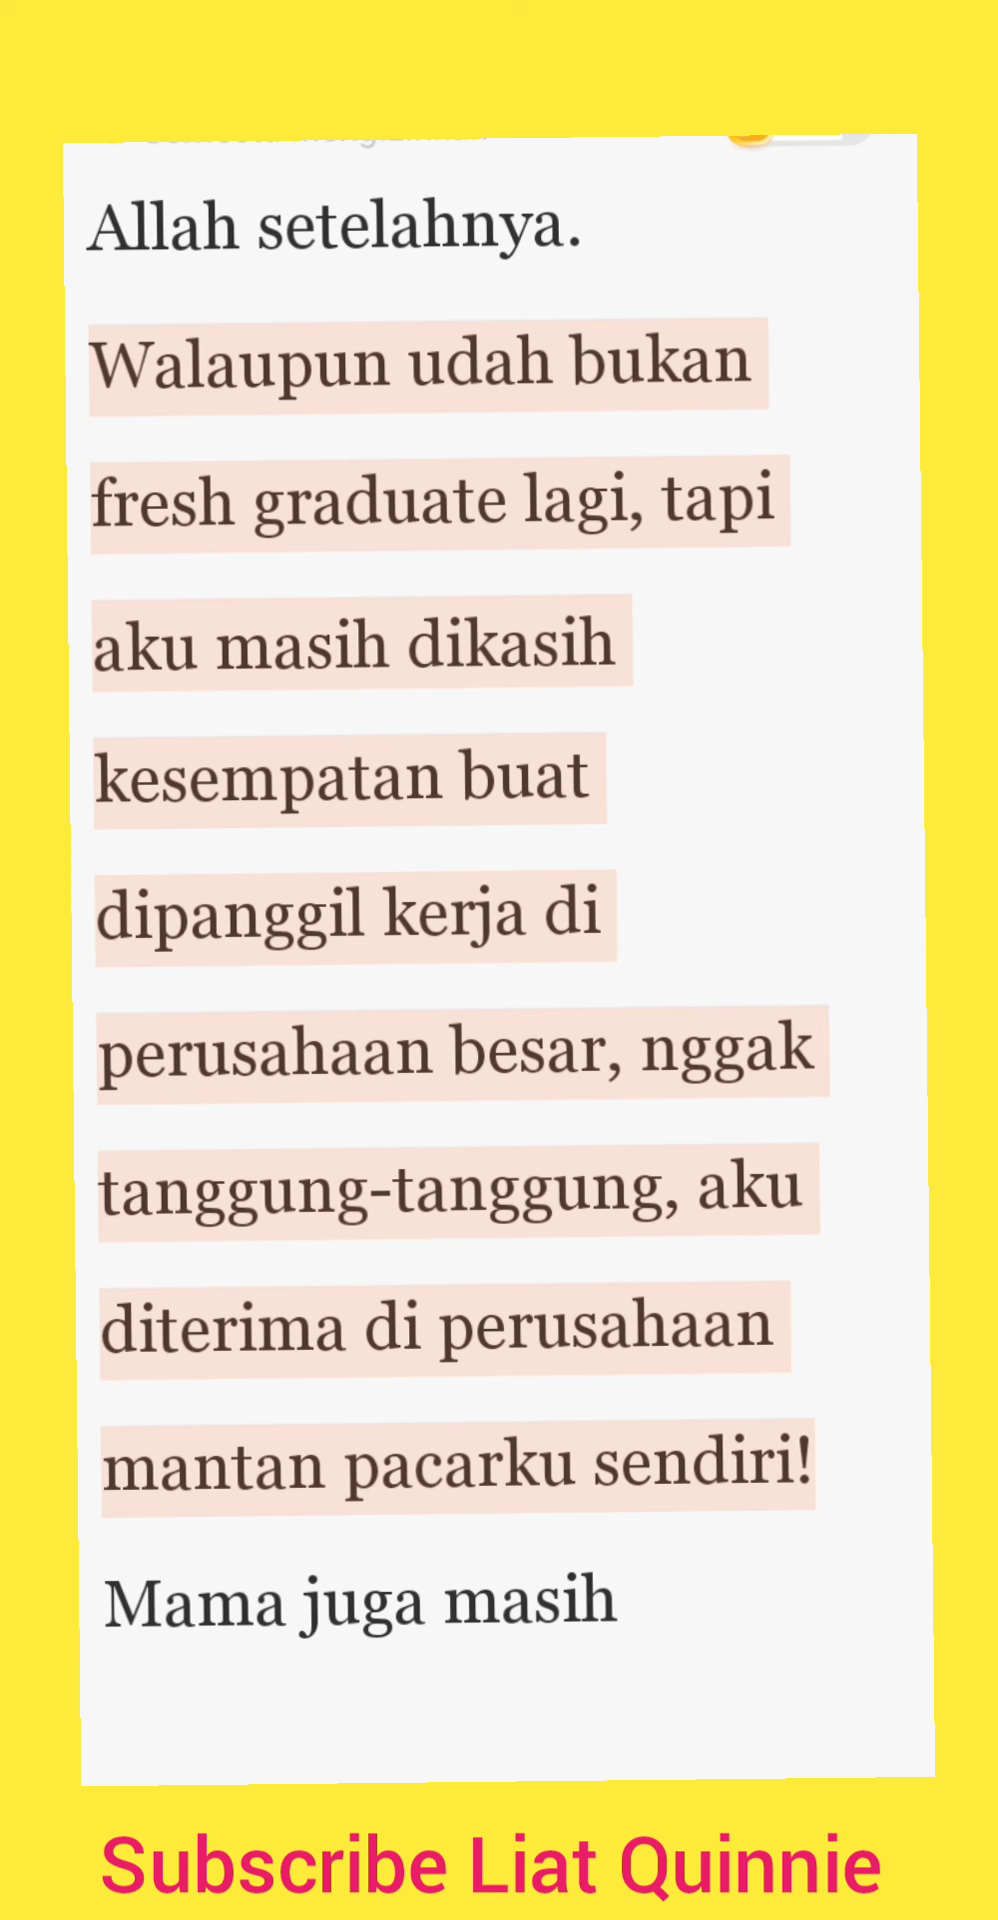 Allah setelahnya.
Walaupun udah bukan
fresh graduate lagi, tapi
aku masih dikasih
kesempatan buat
dipanggil kerja di
perusahaan besar, nggak
tanggung-tanggung, aku
diterima di perusahaan
mantan pacarku sendiri!
Mama juga masih
Subscribe Liat Quinnie